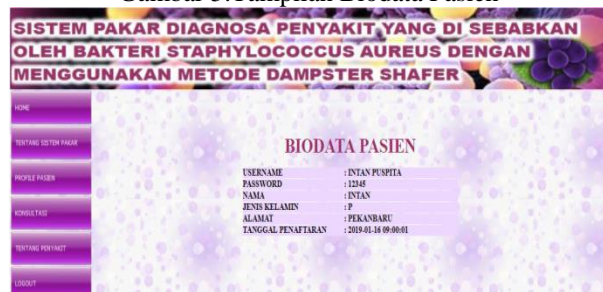 Gambar 5. Tampilan Biodata Pasien
SISTEM PAKAR DIAGNOSA PENYAKIT YANG DI SEBABKAN
OLEH BAKTERI STAPHYLOCOCCUS AUREUS DENGAN
MENGGUNAKAN METODE DAMPSTER SHAFER
HOME
TENTANG SISTEM PAKAR
PROFILE PASIEN
KONSULTASI
TENTANG PENYAKIT
LOGOUT
BIODATA PASIEN
USERNAME : INTAN PUSPITA
PASSWORD : 12345
NAMA : INTAN
JENIS KELAMIN : P
ALAMAT : PEKANBARU
TANGGAL PENAFTARAN : 2019-01-16 09:00:01